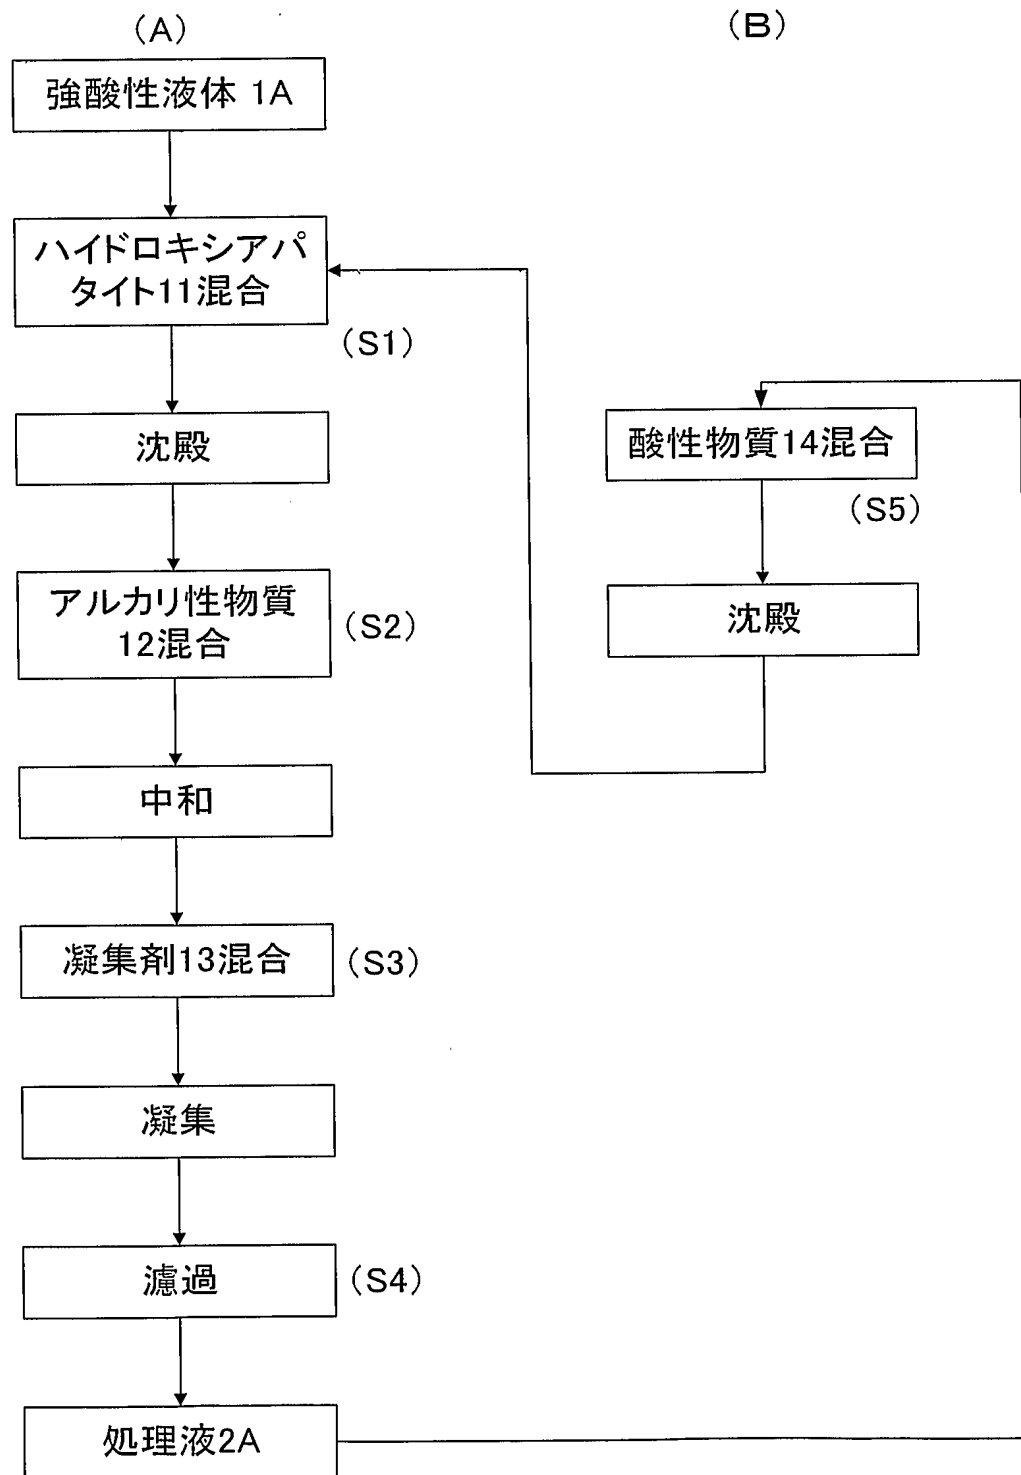 (A)
強酸性液体 1A
ハイドロキシアパ
タイト11混合
(S1)
沈殿
アルカリ性物質
12混合
(S2)
中和
凝集剤13混合
(S3)
凝集
濾過
(S4)
処理液2A
(B)
酸性物質14混合
(S5)
沈殿